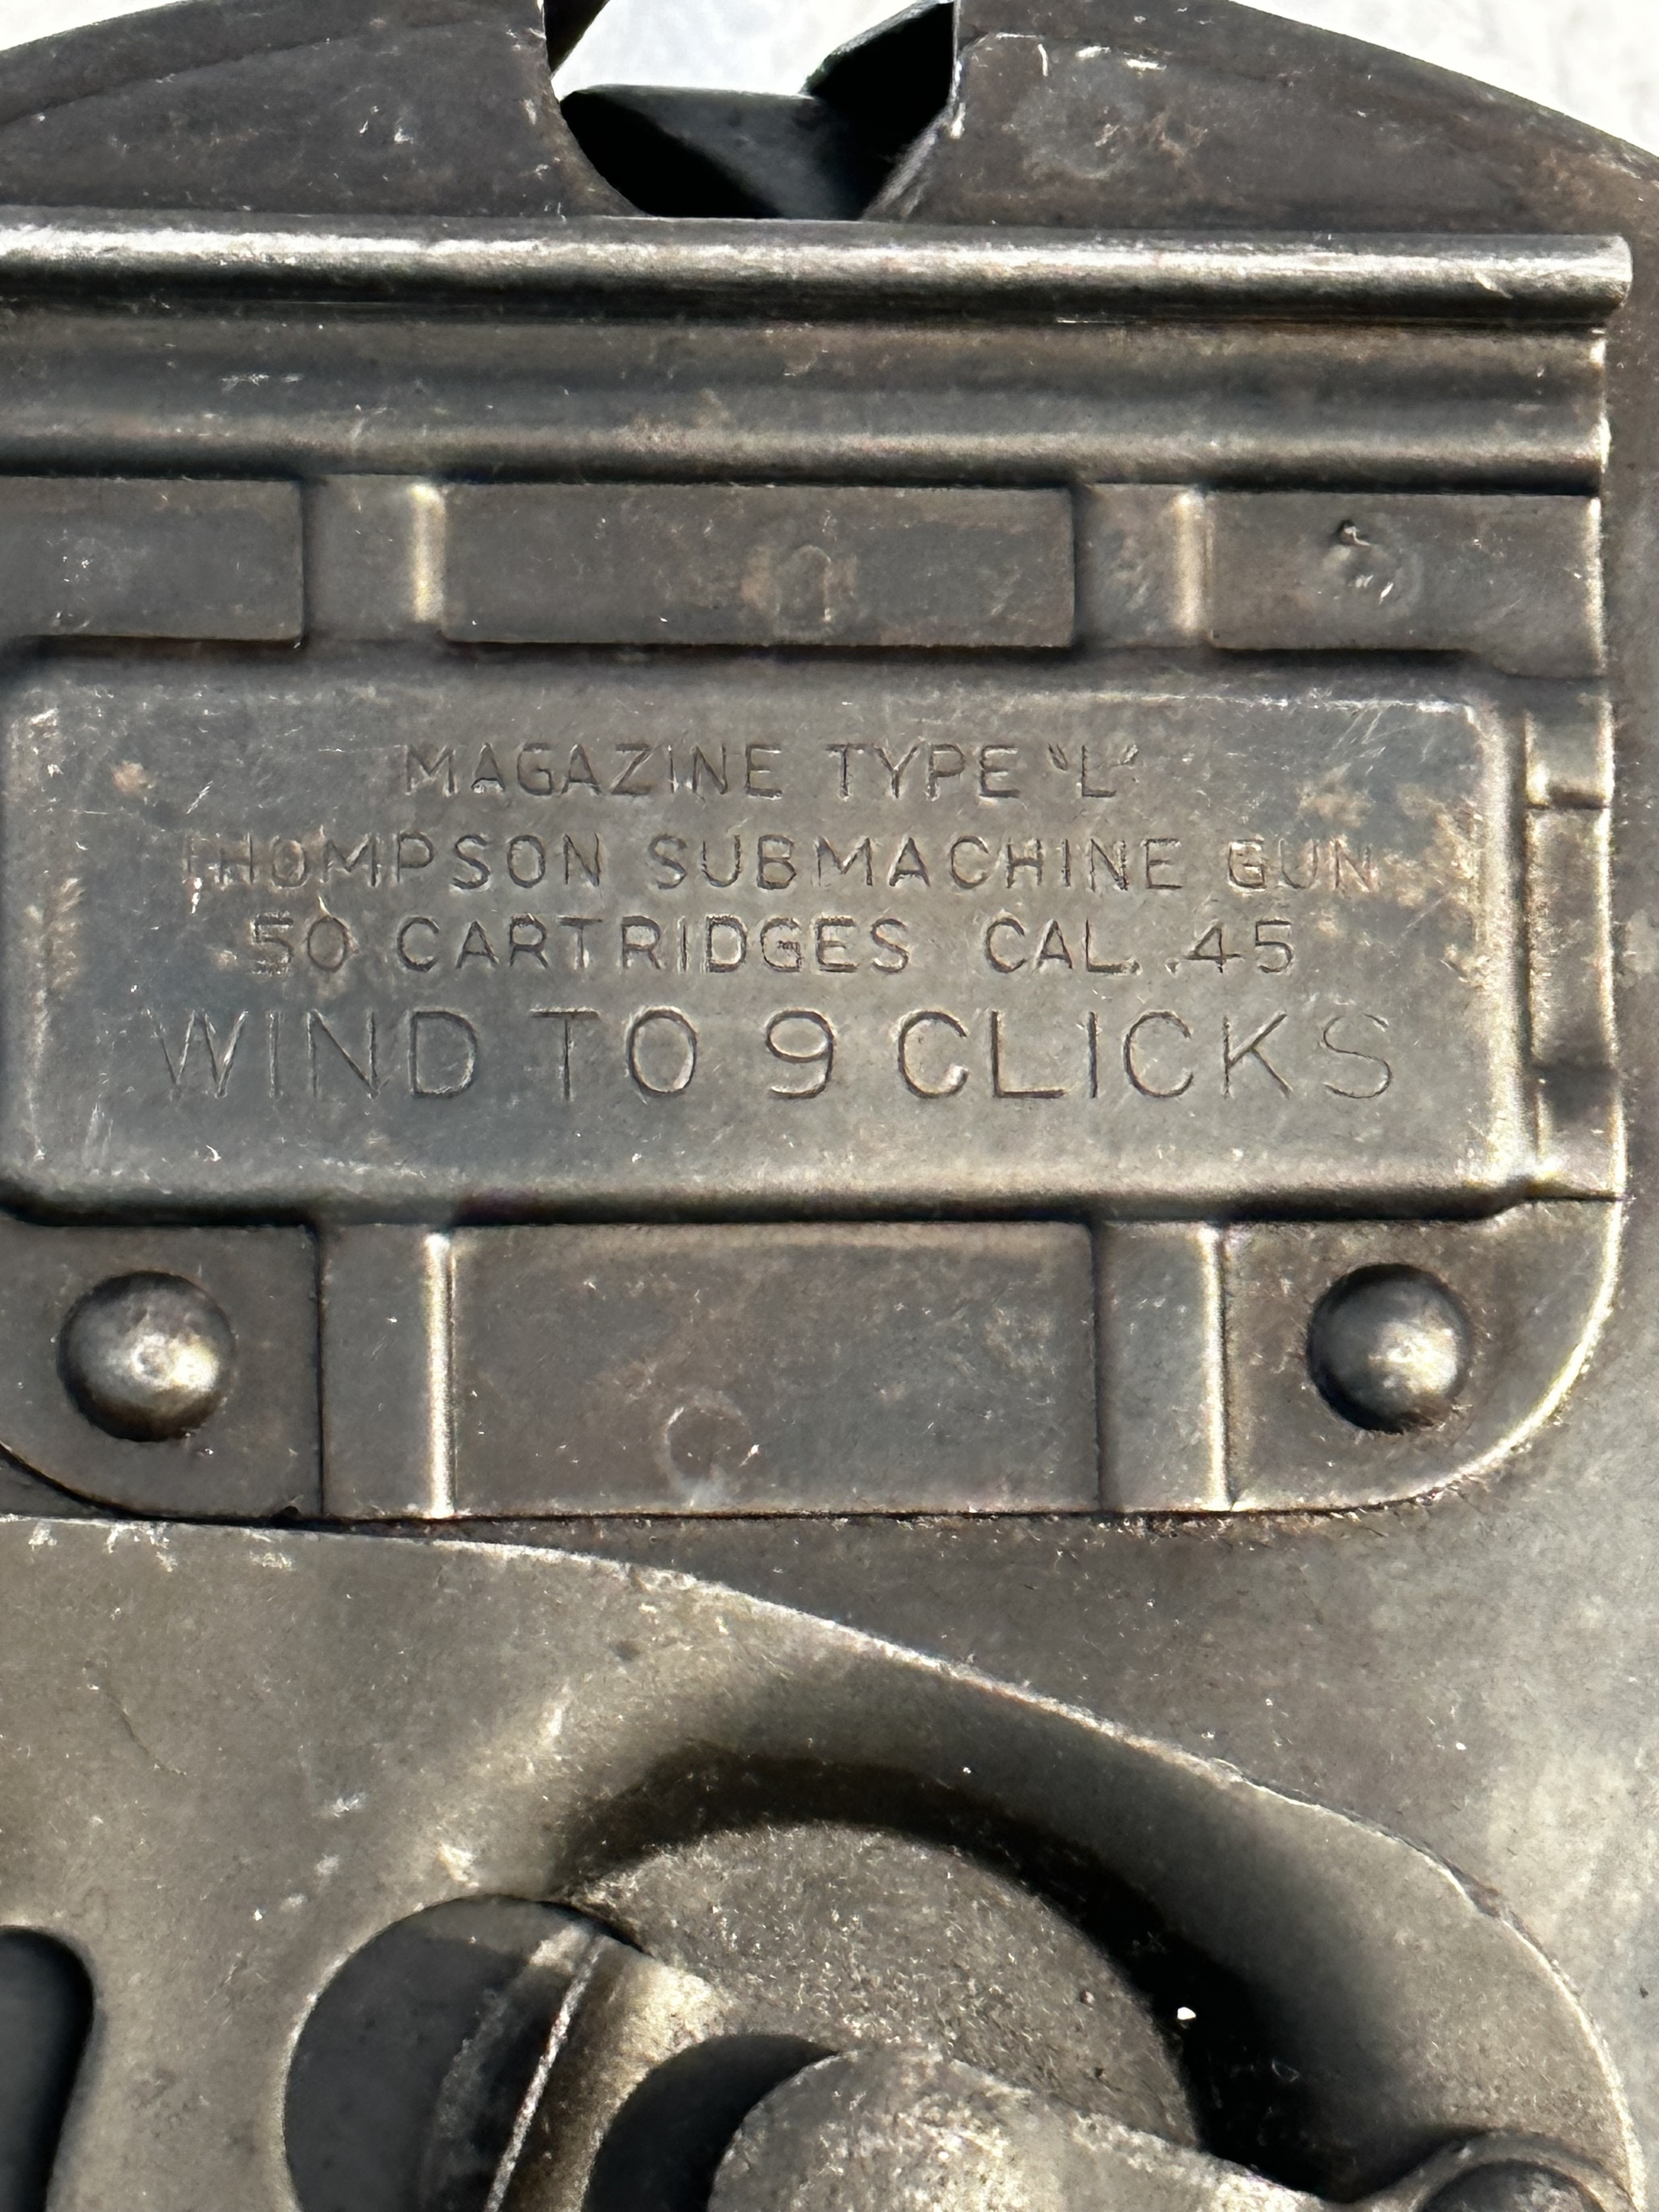 MAGAZINE TYPE "L"
THOMPSON SUBMACHINE GUN
50 CARTRIDGES CAL. .45
WIND TO 9 CLICKS